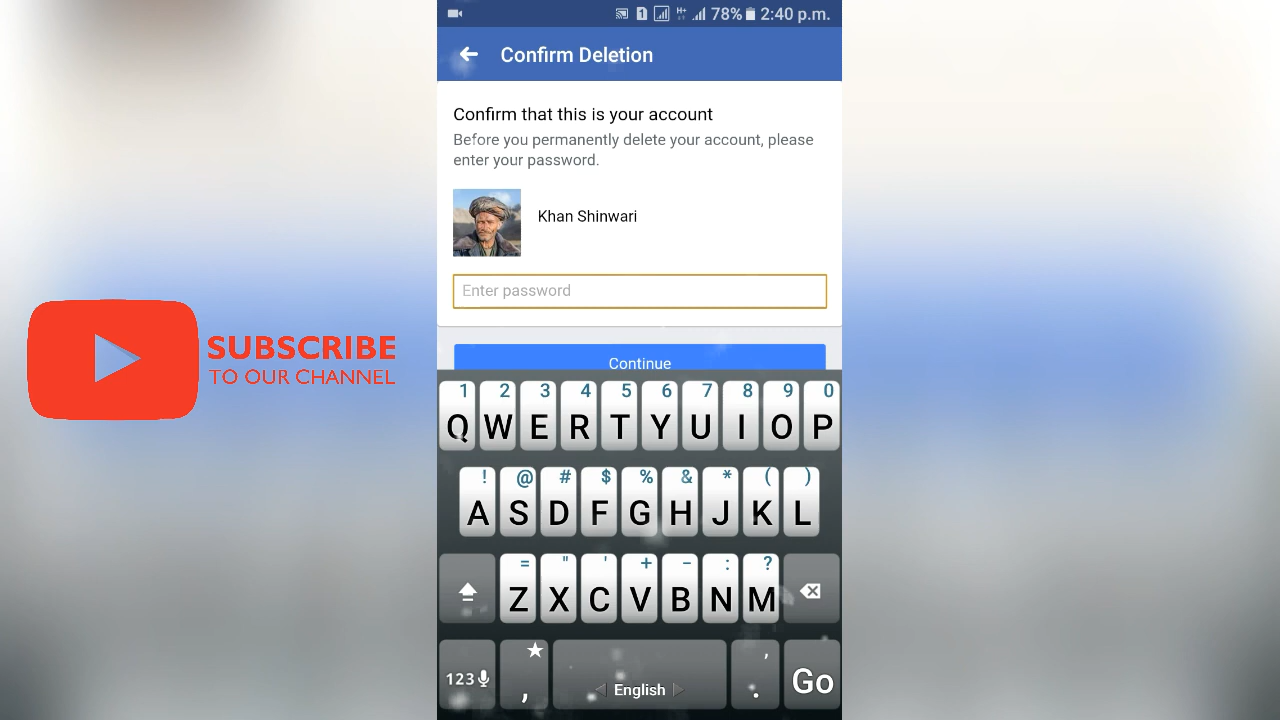 78% 2:40 p.m.
Confirm Deletion
Confirm that this is your account
Before you permanently delete your account, please
enter your password.
Khan Shinwari
Enter password
Continue
SUBSCRIBE
TO OUR CHANNEL
1 2 3 4 5 6 7 8 9 0
Q W E R T Y U I O P
! @ # $ % & * ( )
A S D F G H J K L
= " ' + - : ?
Z X C V B N M
123 , English . ' Go